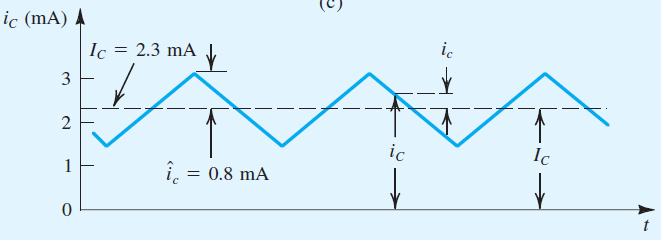 (c)
i_C (mA)
I_C = 2.3 mA
i_c
3
2
1
0
î_c = 0.8 mA
i_C
I_C
t